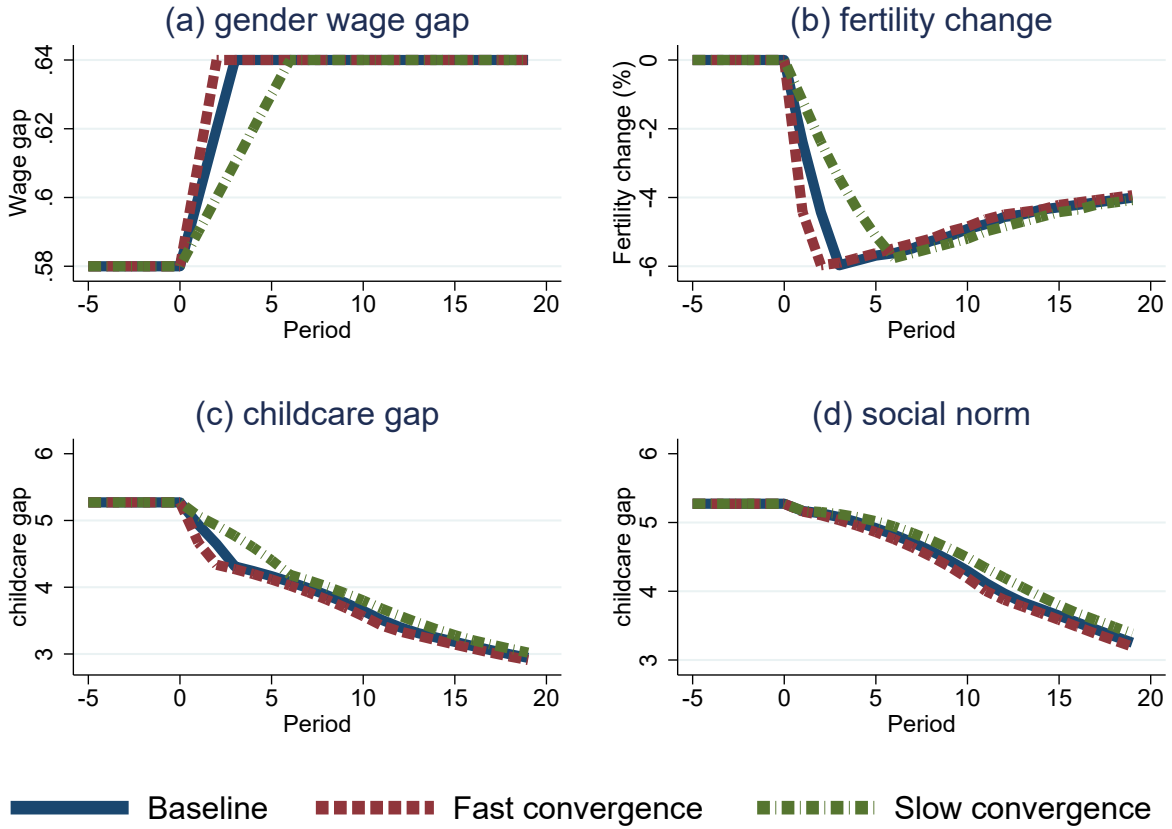 (a) gender wage gap
Wage gap
.64
.62
.6
.58
-5 0 5 10 15 20
Period
(b) fertility change
Fertility change (%)
0
-2
-4
-6
-5 0 5 10 15 20
Period
(c) childcare gap
childcare gap
6
5
4
3
-5 0 5 10 15 20
Period
(d) social norm
childcare gap
6
5
4
3
-5 0 5 10 15 20
Period
Baseline Fast convergence Slow convergence